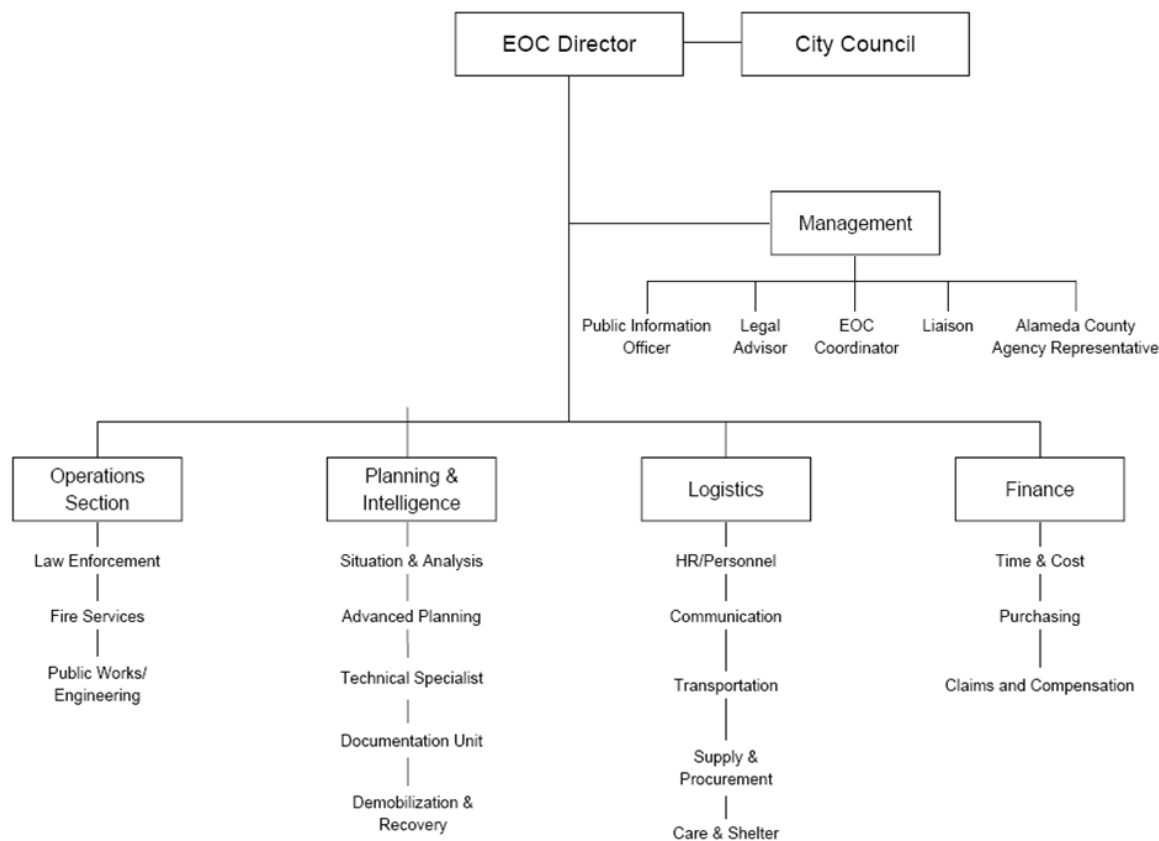 EOC Director
City Council
Management
Public Information
Officer
Legal
Advisor
EOC
Coordinator
Liaison
Alameda County
Agency Representative
Operations
Section
Law Enforcement
Fire Services
Public Works/
Engineering
Planning &
Intelligence
Situation & Analysis
Advanced Planning
Technical Specialist
Documentation Unit
Demobilization &
Recovery
Logistics
HR/Personnel
Communication
Transportation
Supply &
Procurement
Care & Shelter
Finance
Time & Cost
Purchasing
Claims and Compensation